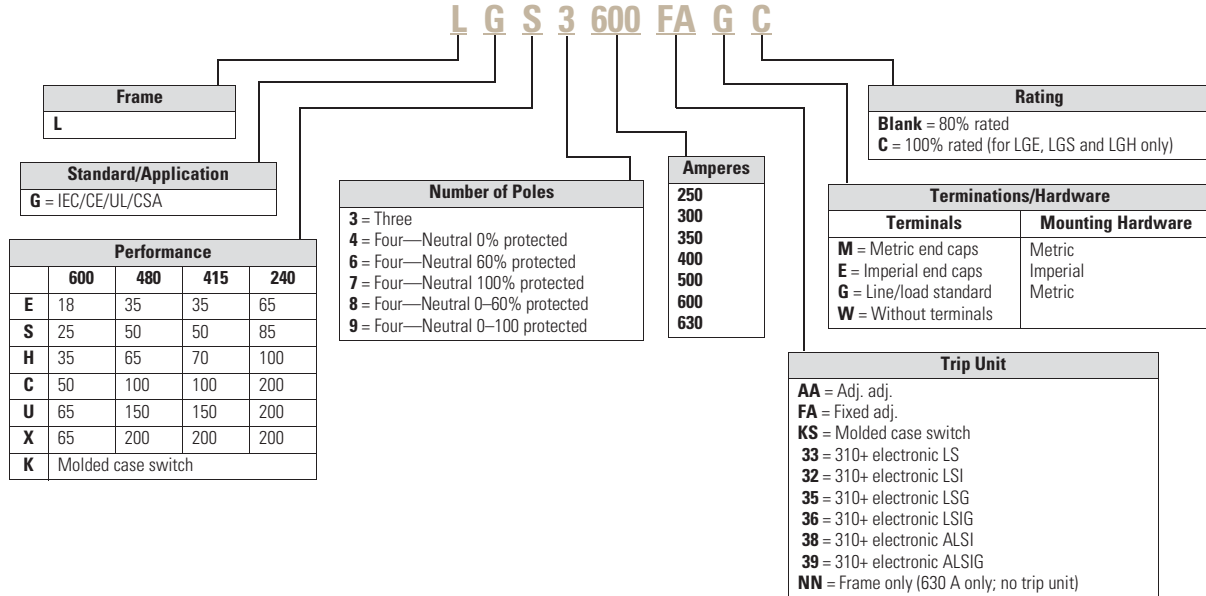 L G S 3 600 FA G C
Frame
L
Standard/Application
G = IEC/CE/UL/CSA
Performance
600 480 415 240
E 18 35 35 65
S 25 50 50 85
H 35 65 70 100
C 50 100 100 200
U 65 150 150 200
X 65 200 200 200
K Molded case switch
Number of Poles
3 = Three
4 = Four—Neutral 0% protected
6 = Four—Neutral 60% protected
7 = Four—Neutral 100% protected
8 = Four—Neutral 0–60% protected
9 = Four—Neutral 0–100 protected
Amperes
250
300
350
400
500
600
630
Rating
Blank = 80% rated
C = 100% rated (for LGE, LGS and LGH only)
Terminations/Hardware
Terminals Mounting Hardware
M = Metric end caps Metric
E = Imperial end caps Imperial
G = Line/load standard Metric
W = Without terminals
Trip Unit
AA = Adj. adj.
FA = Fixed adj.
KS = Molded case switch
33 = 310+ electronic LS
32 = 310+ electronic LSI
35 = 310+ electronic LSG
36 = 310+ electronic LSIG
38 = 310+ electronic ALSI
39 = 310+ electronic ALSIG
NN = Frame only (630 A only; no trip unit)